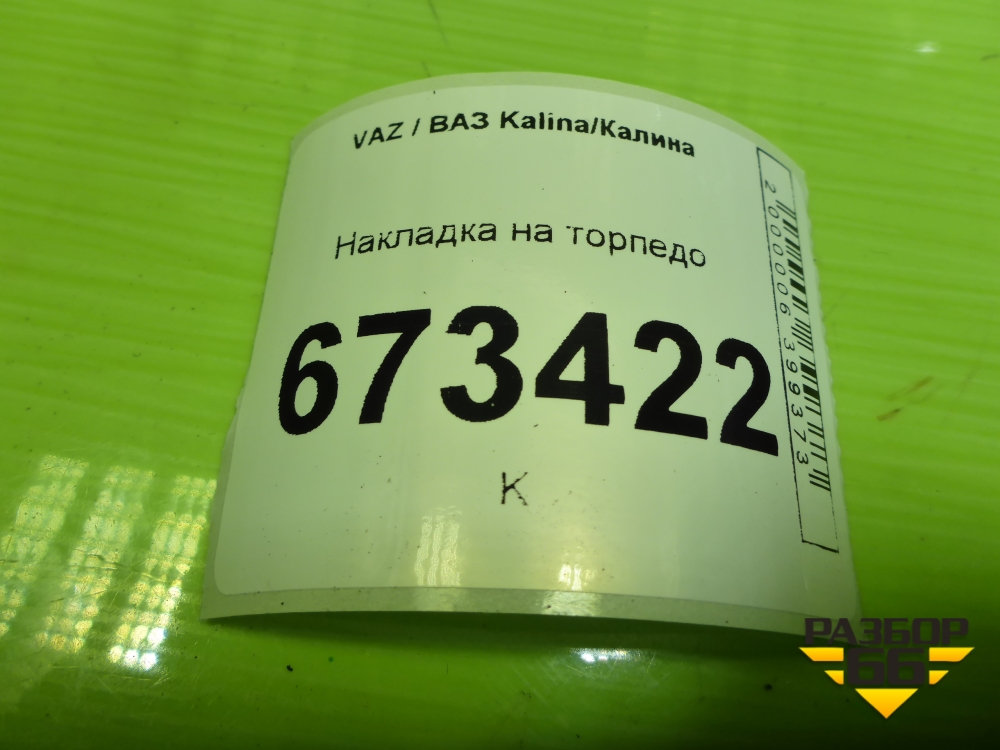 VAZ / ВАЗ Kalina/Калина
Накладка на торпедо
673422
К
2000006399373
РАЗБОР
66